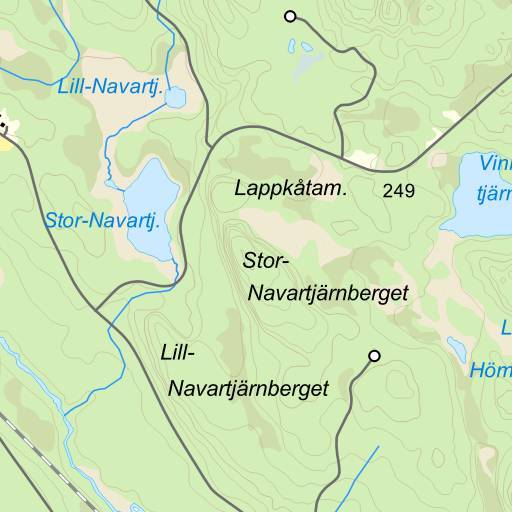 Lill-Navartj.
Lappkåtam.
249
Stor-Navartj.
Stor-
Navartjärnberget
Lill-
Navartjärnberget